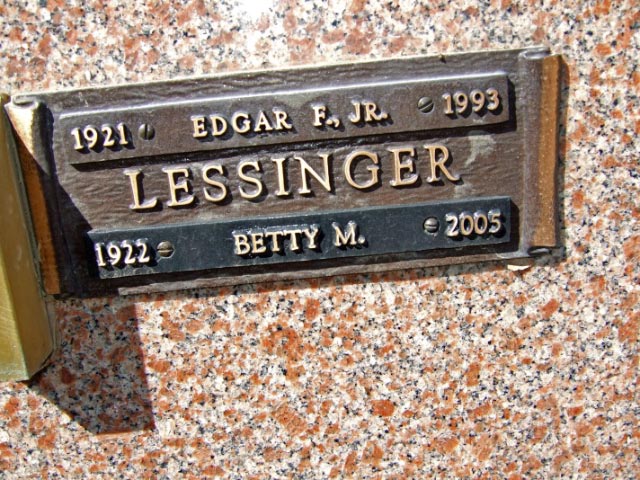 1921 EDGAR F., JR. 1993
LESSINGER
1922 BETTY M. 2005